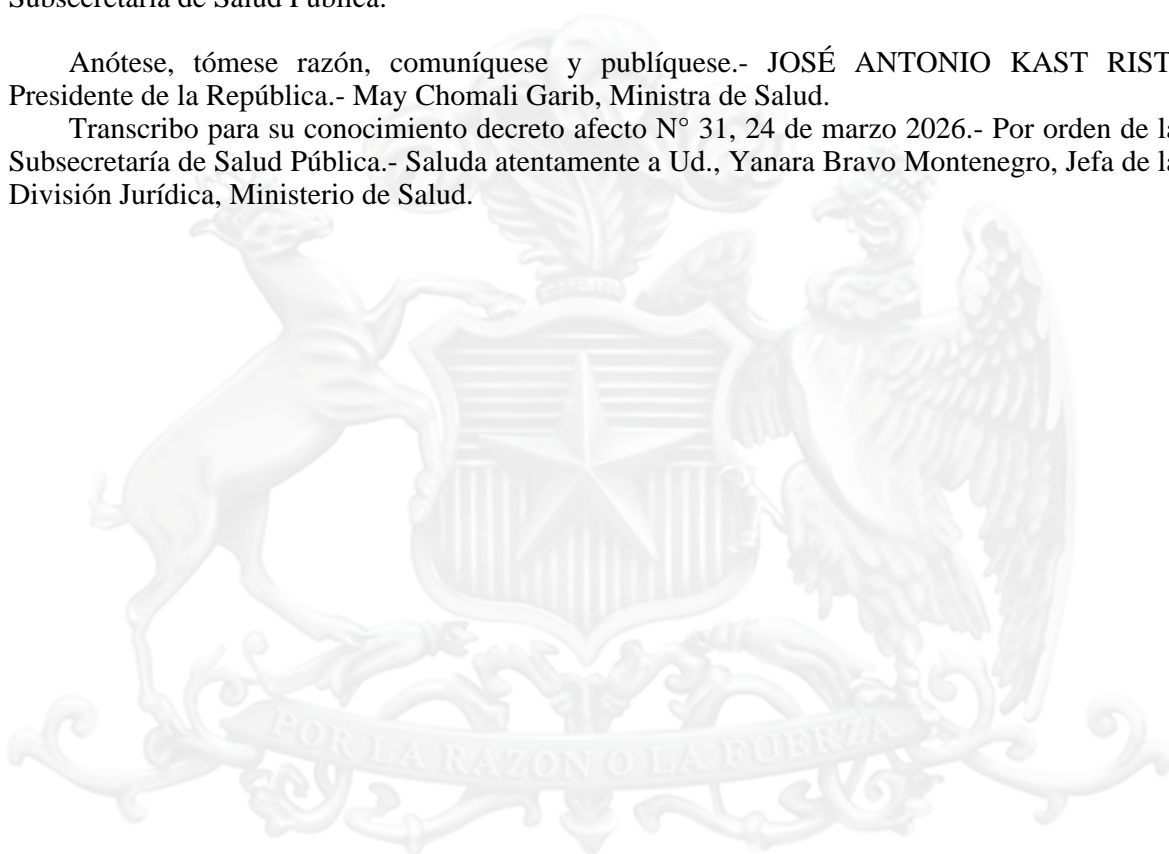 Subsecretaría de Salud Pública.
Anótese, tómese razón, comuníquese y publíquese.- JOSÉ ANTONIO KAST RIST
Presidente de la República.- May Chomali Garib, Ministra de Salud.
Transcribo para su conocimiento decreto afecto N° 31, 24 de marzo 2026.- Por orden de la
Subsecretaría de Salud Pública.- Saluda atentamente a Ud., Yanara Bravo Montenegro, Jefa de la
División Jurídica, Ministerio de Salud.
POR LA RAZON O LA FUERZA